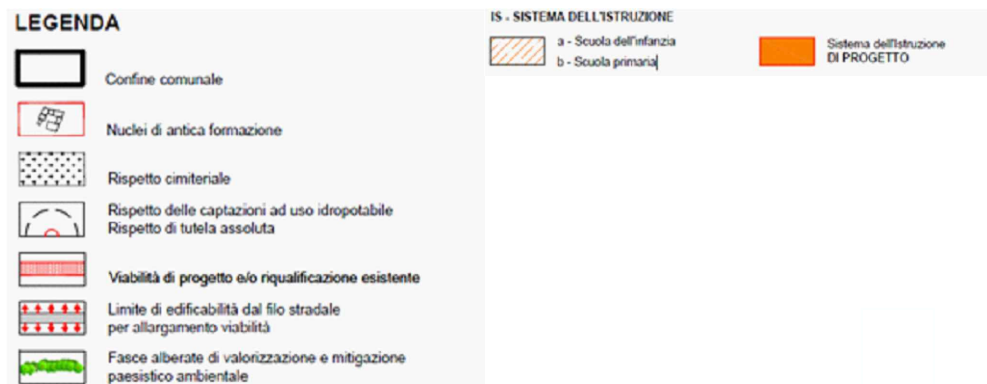 LEGENDA
Confine comunale
Nuclei di antica formazione
Rispetto cimiteriale
Rispetto delle captazioni ad uso idropotabile
Rispetto di tutela assoluta
Viabilità di progetto e/o riqualificazione esistente
Limite di edificabilità dal filo stradale
per allargamento viabilità
Fasce alberate di valorizzazione e mitigazione
paesistico ambientale
IS - SISTEMA DELL'ISTRUZIONE
a - Scuola dell'infanzia
b - Scuola primaria
Sistema dell'Istruzione
DI PROGETTO